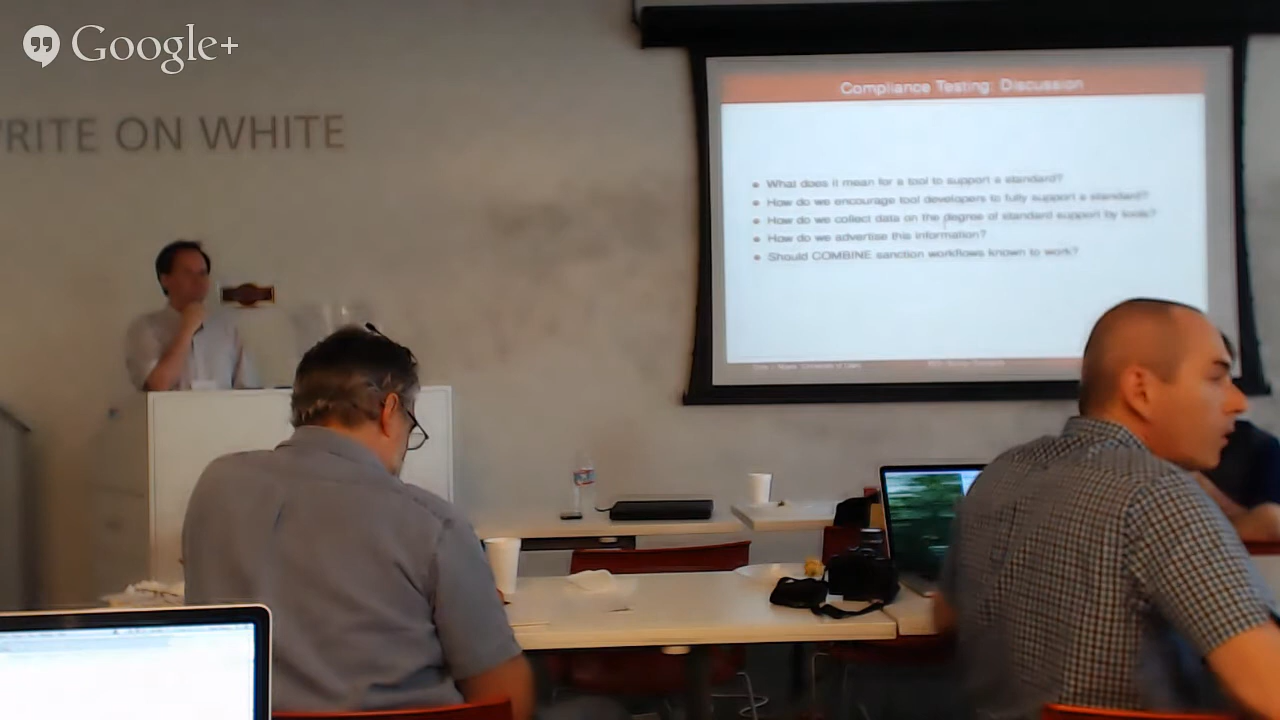 Google+
RITE ON WHITE
Compliance Testing: Discussion
What does it mean for a tool to support a standard?
How do we encourage tool developers to fully support a standard?
How do we collect data on the degree of standard support by tools?
How do we advertise this information?
Should COMBINE sanction workflows known to work?